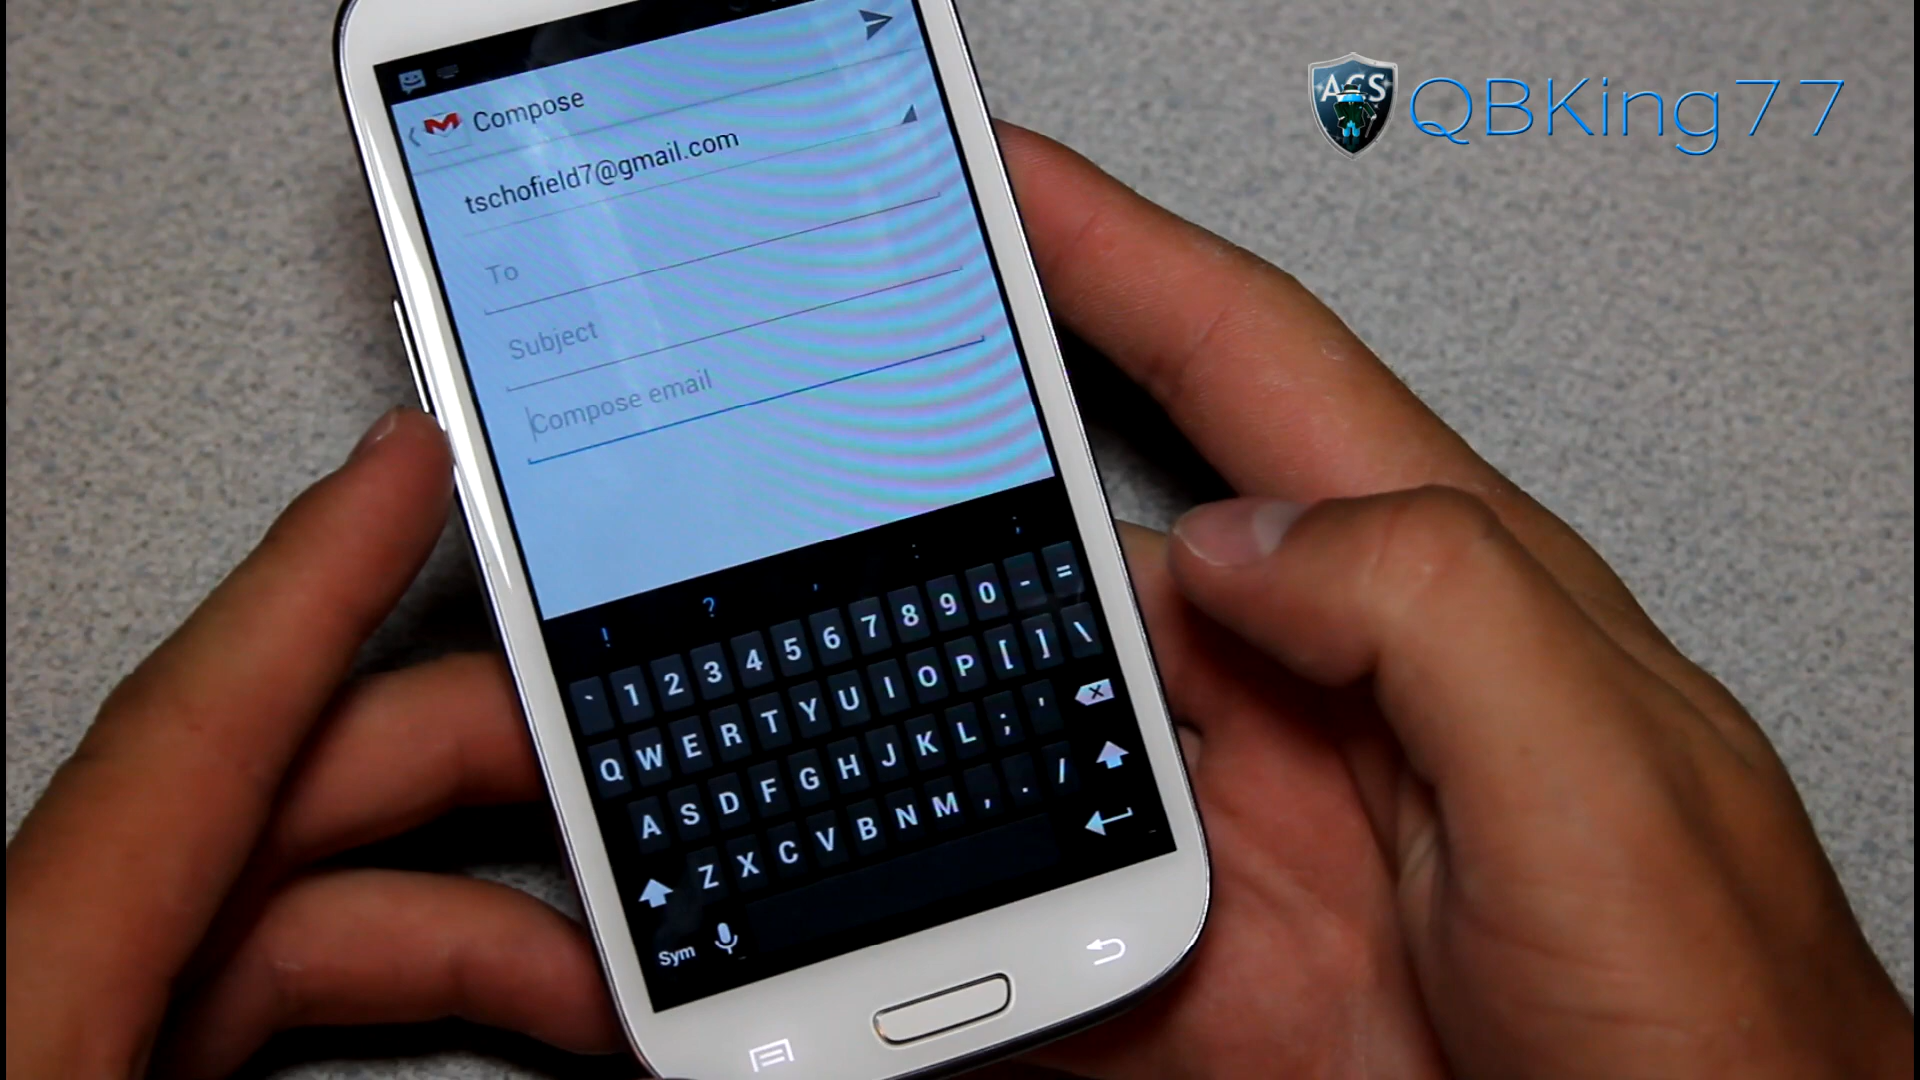 ACS QBKing77
Compose
tschofield7@gmail.com
To
Subject
Compose email
! ? , : ;
` 1 2 3 4 5 6 7 8 9 0 - =
Q W E R T Y U I O P [ ] \
A S D F G H J K L ; '
Z X C V B N M , . /
Sym